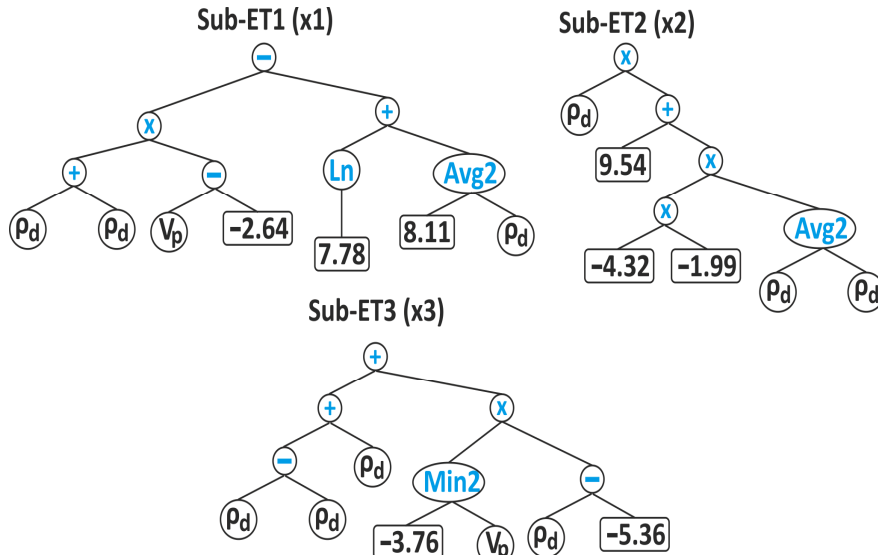 Sub-ET1 (x1)
Sub-ET2 (x2)
− x
+ ρd +
x 9.54 x
+ − Ln Avg2 x Avg2
ρd ρd Vp −2.64 7.78 8.11 ρd −4.32 −1.99 ρd ρd
Sub-ET3 (x3)
+
+ x
− ρd Min2 −
ρd ρd −3.76 Vp ρd −5.36